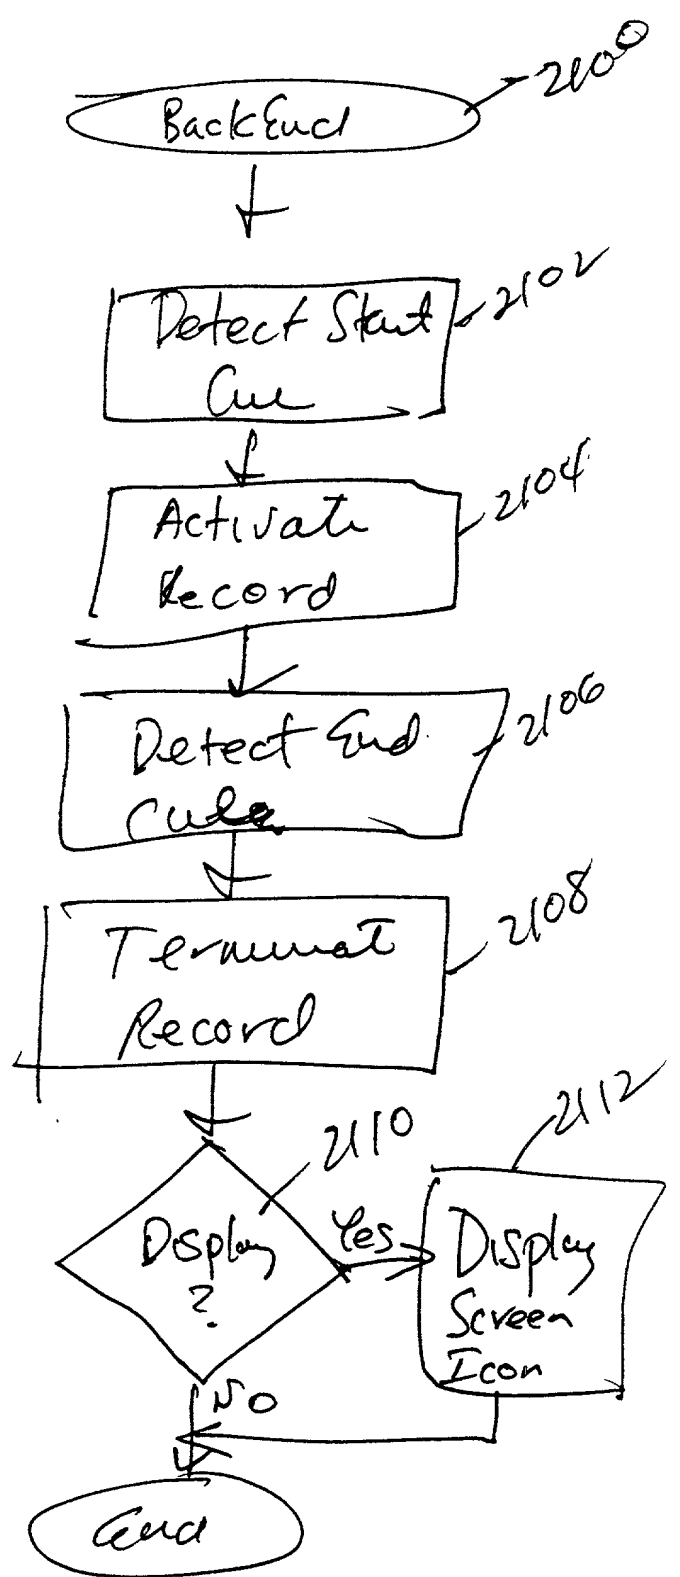 2100
BackEnd
2102
Detect Start
Cue
2104
Activate
Record
2106
Detect End
Cue
2108
Terminat
Record
2110
2112
Display
?
Yes
Display
Screen
Icon
NO
End